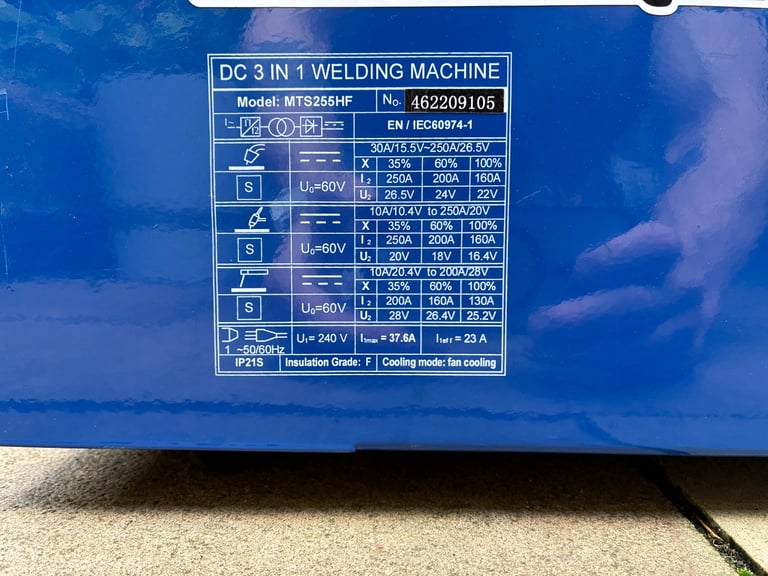 DC 3 IN 1 WELDING MACHINE
Model: MTS255HF No. 462209105
EN / IEC60974-1
30A/15.5V~250A/26.5V
X 35% 60% 100%
S U₀=60V I₂ 250A 200A 160A
U₂ 26.5V 24V 22V
10A/10.4V to 250A/20V
X 35% 60% 100%
S U₀=60V I₂ 250A 200A 160A
U₂ 20V 18V 16.4V
10A/20.4V to 200A/28V
X 35% 60% 100%
S U₀=60V I₂ 200A 160A 130A
U₂ 28V 26.4V 25.2V
1 ~50/60Hz U₁= 240 V I₁max = 37.6A I₁eff = 23 A
IP21S Insulation Grade: F Cooling mode: fan cooling